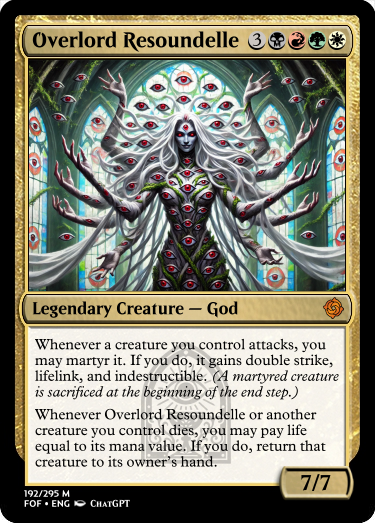 Overlord Resoundelle 3
Legendary Creature — God
Whenever a creature you control attacks, you
may martyr it. If you do, it gains double strike,
lifelink, and indestructible. (A martyred creature
is sacrificed at the beginning of the end step.)
Whenever Overlord Resoundelle or another
creature you control dies, you may pay life
equal to its mana value. If you do, return that
creature to its owner's hand.
7/7
192/295 M
FOF • ENG ChatGPT